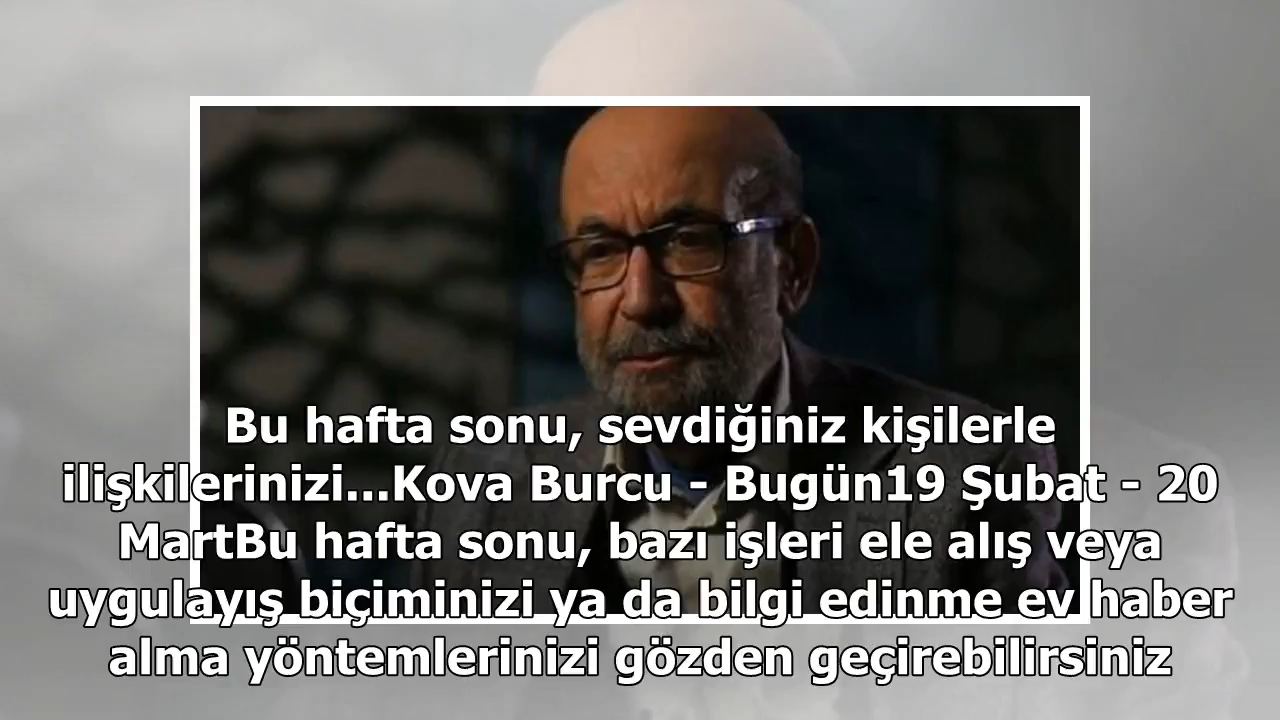 Bu hafta sonu, sevdiğiniz kişilerle
ilişkilerinizi...Kova Burcu - Bugün19 Şubat - 20
MartBu hafta sonu, bazı işleri ele alış veya
uygulayış biçiminizi ya da bilgi edinme ev haber
alma yöntemlerinizi gözden geçirebilirsiniz